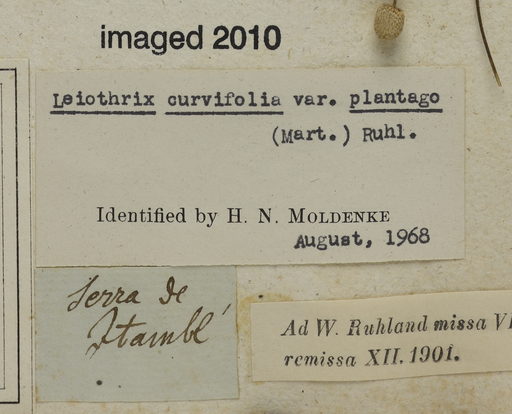 imaged 2010
Leiothrix curvifolia var. plantago
(Mart.) Ruhl.
Identified by H. N. MOLDENKE
August, 1968
Serra de
Itambé
Ad W. Ruhland missa VI
remissa XII. 1901.